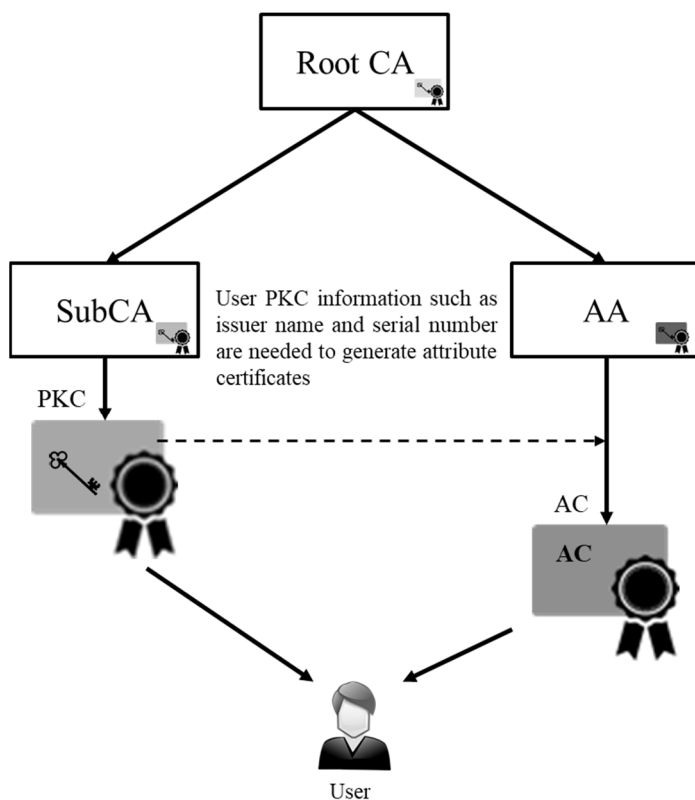 Root CA
SubCA
User PKC information such as
issuer name and serial number
are needed to generate attribute
certificates
AA
PKC
AC
AC
User